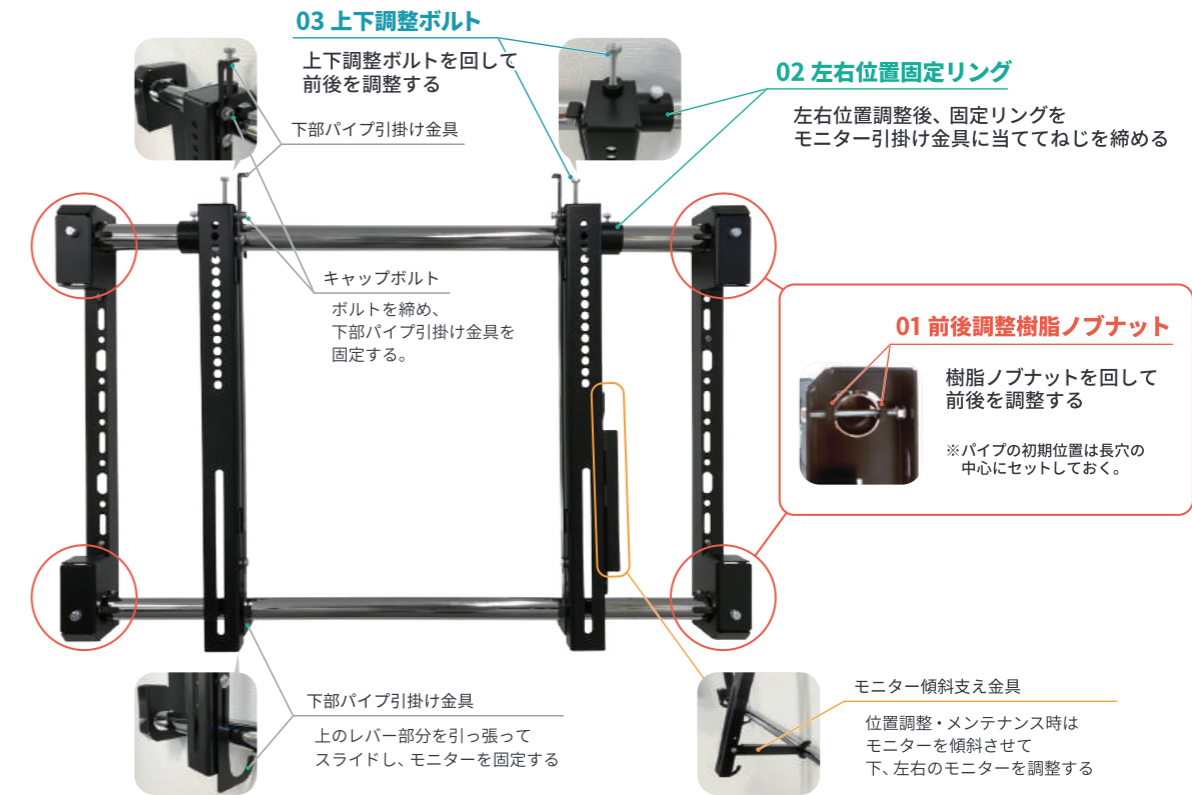 03 上下調整ボルト
上下調整ボルトを回して
前後を調整する
下部パイプ引掛け金具
02 左右位置固定リング
左右位置調整後、固定リングを
モニター引掛け金具に当ててねじを締める
キャップボルト
ボルトを締め、
下部パイプ引掛け金具を
固定する。
01 前後調整樹脂ノブナット
樹脂ノブナットを回して
前後を調整する
※パイプの初期位置は長穴の
中心にセットしておく。
下部パイプ引掛け金具
上のレバー部分を引っ張って
スライドし、モニターを固定する
モニター傾斜支え金具
位置調整・メンテナンス時は
モニターを傾斜させて
下、左右のモニターを調整する